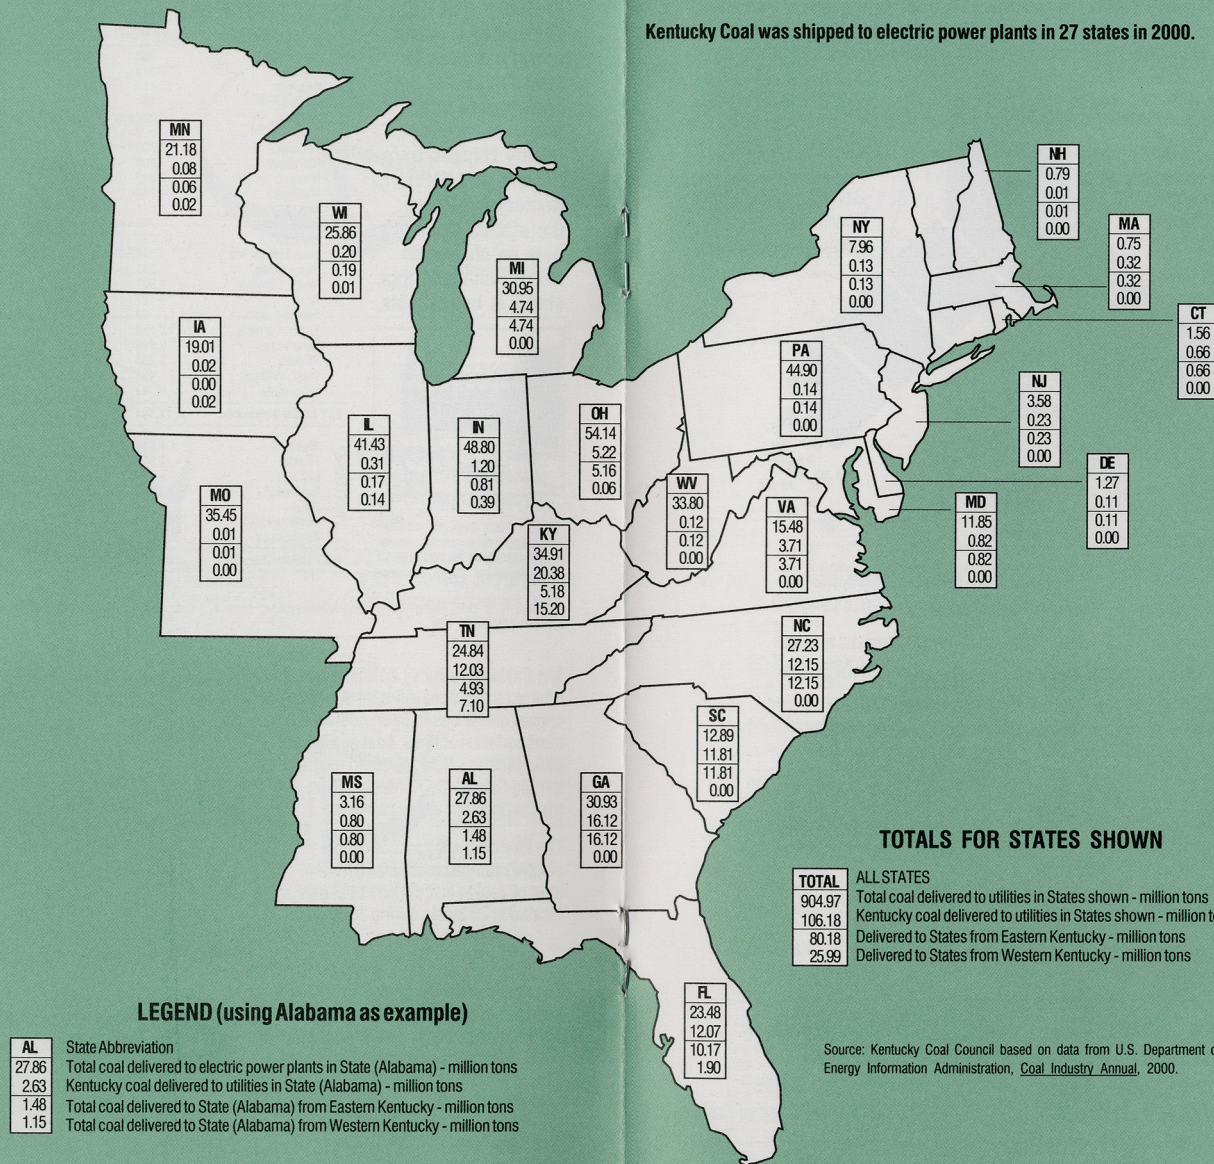 Kentucky Coal was shipped to electric power plants in 27 states in 2000.
MN
21.18
0.08
0.06
0.02
WI
25.86
0.20
0.19
0.01
MI
30.95
4.74
4.74
0.00
NY
7.96
0.13
0.13
0.00
NH
0.79
0.01
0.01
0.00
MA
0.75
0.32
0.32
0.00
CT
1.56
0.66
0.66
0.00
IA
19.01
0.02
0.00
0.02
PA
44.90
0.14
0.14
0.00
NJ
3.58
0.23
0.23
0.00
IL
41.43
0.31
0.17
0.14
IN
48.80
1.20
0.81
0.39
OH
54.14
5.22
5.16
0.06
DE
1.27
0.11
0.11
0.00
MO
35.45
0.01
0.01
0.00
WV
33.80
0.12
0.12
0.00
VA
15.48
3.71
3.71
0.00
MD
11.85
0.82
0.82
0.00
KY
34.91
20.38
5.18
15.20
TN
24.84
12.03
4.93
7.10
NC
27.23
12.15
12.15
0.00
SC
12.89
11.81
11.81
0.00
MS
3.16
0.80
0.80
0.00
AL
27.86
2.63
1.48
1.15
GA
30.93
16.12
16.12
0.00
FL
23.48
12.07
10.17
1.90
TOTALS FOR STATES SHOWN
TOTAL ALL STATES
904.97 Total coal delivered to utilities in States shown - million tons
106.18 Kentucky coal delivered to utilities in States shown - million
80.18 Delivered to States from Eastern Kentucky - million tons
25.99 Delivered to States from Western Kentucky - million tons
LEGEND (using Alabama as example)
AL State Abbreviation
27.86 Total coal delivered to electric power plants in State (Alabama) - million tons
2.63 Kentucky coal delivered to utilities in State (Alabama) - million tons
1.48 Total coal delivered to State (Alabama) from Eastern Kentucky - million tons
1.15 Total coal delivered to State (Alabama) from Western Kentucky - million tons
Source: Kentucky Coal Council based on data from U.S. Department
Energy Information Administration, Coal Industry Annual, 2000.